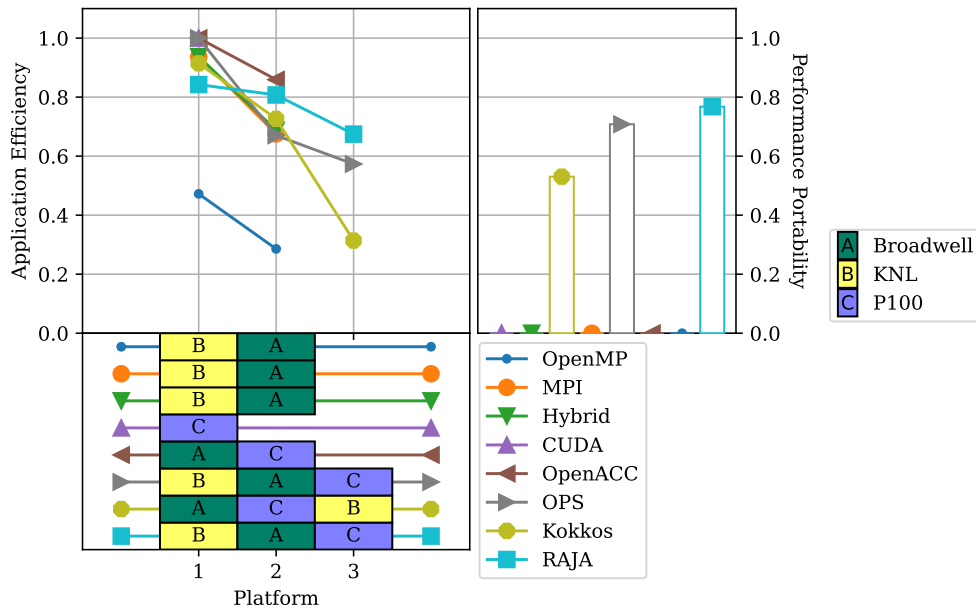 1.0
0.8
0.6
0.4
0.2
0.0
Application Efficiency
1.0
0.8
0.6
0.4
0.2
0.0
Performance Portability
A Broadwell
B KNL
C P100
B A
B A
B A
C
A C
B A C
A C B
B A C
1 2 3
Platform
OpenMP
MPI
Hybrid
CUDA
OpenACC
OPS
Kokkos
RAJA